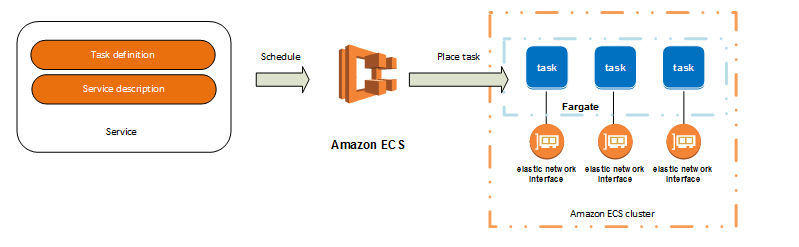 Task definition
Service description
Service
Schedule
Amazon ECS
Place task
task
task
task
Fargate
elastic network
interface
elastic network
interface
elastic network
interface
Amazon ECS cluster